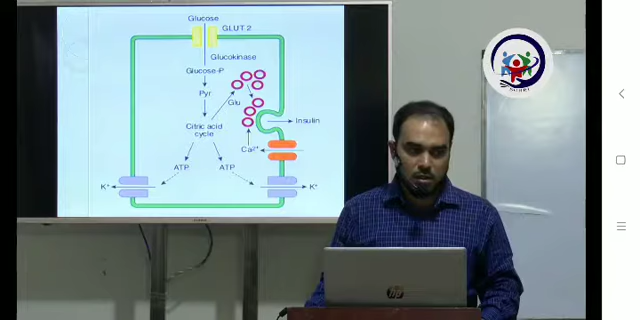 Glucose
GLUT 2
Glucokinase
Glucose-P
Pyr
Glu
Insulin
Citric acid
cycle
Ca²⁺
ATP
ATP
K⁺
K⁺
hp